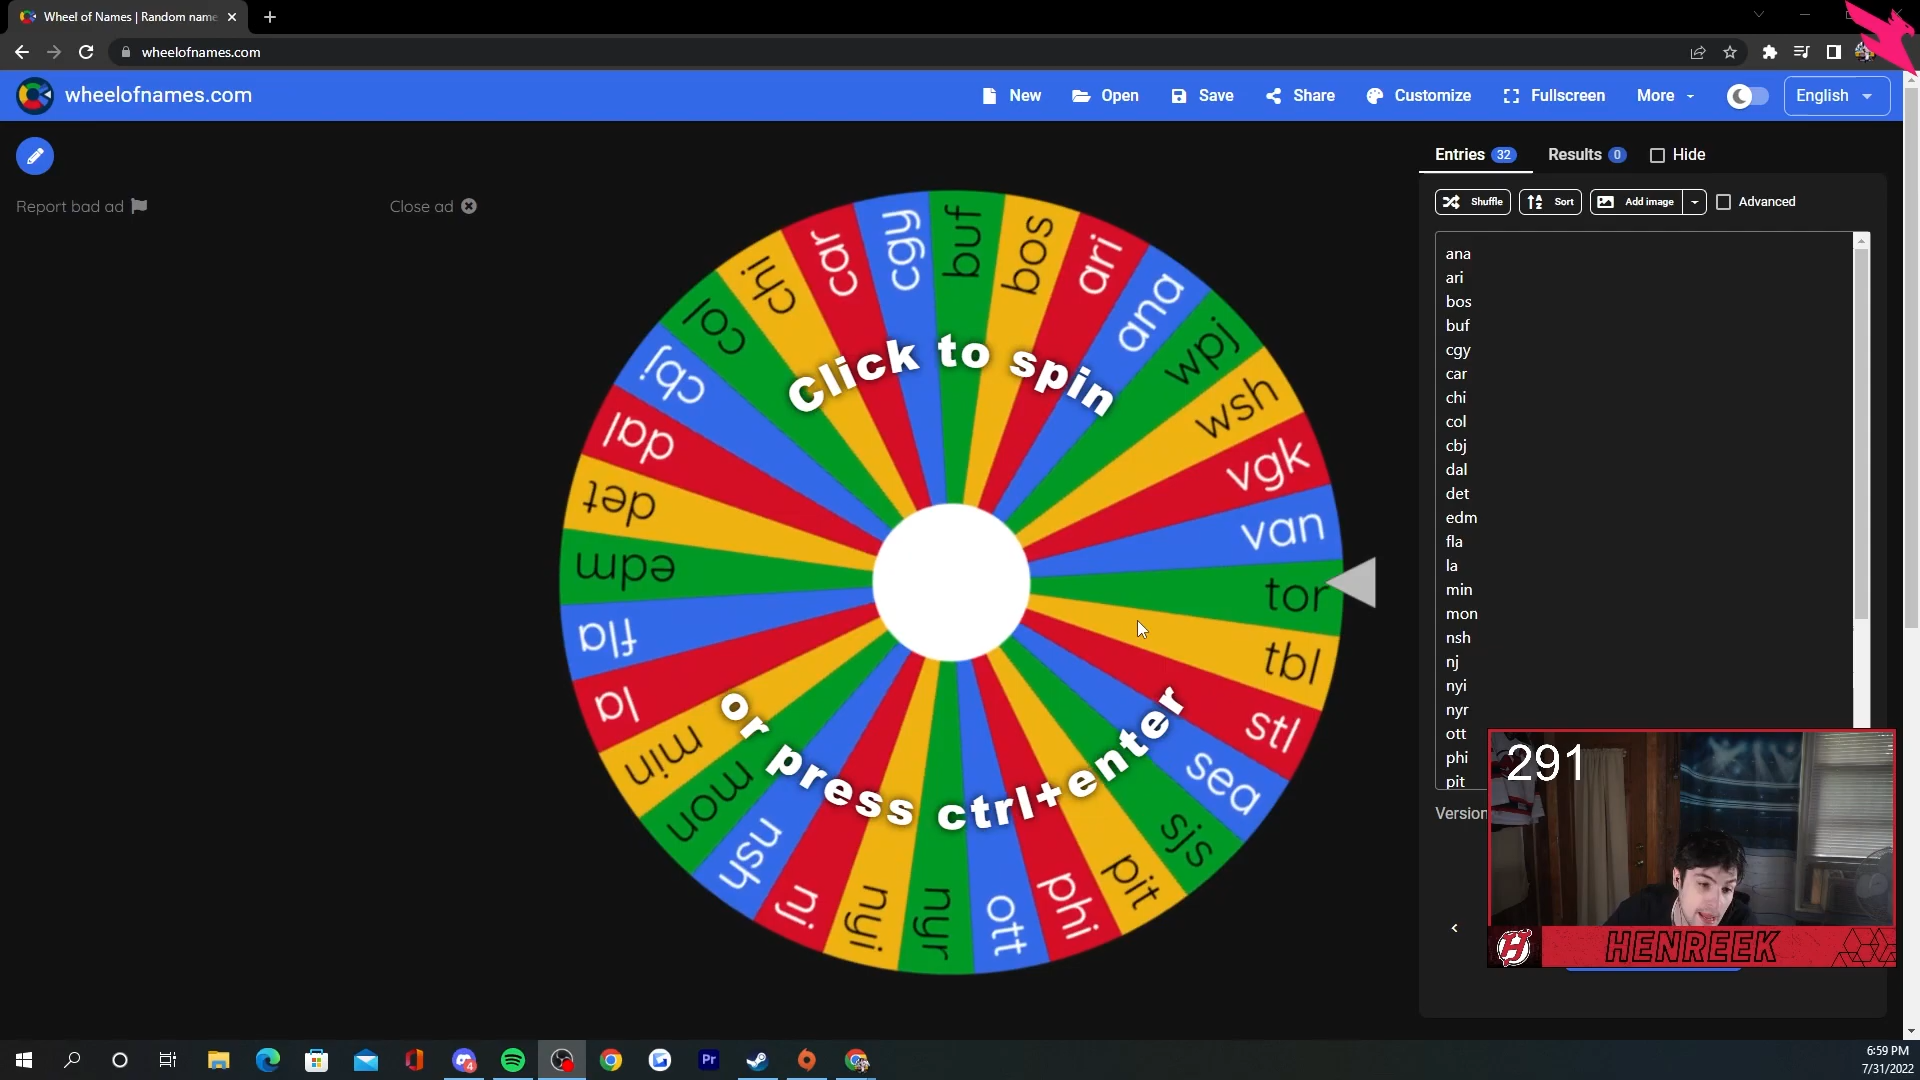 Wheel of Names | Random name
wheelofnames.com
wheelofnames.com
New
Open
Save
Share
Customize
Fullscreen
More
English
Report bad ad
Close ad
Entries 32
Results 0
Hide
Shuffle
Sort
Add image
Advanced
ana
ari
bos
buf
cgy
car
chi
col
cbj
dal
det
edm
fla
la
min
mon
nsh
nj
nyi
nyr
ott
phi
pit
Version
Click to spin
or press ctrl+enter
buf
bos
ari
ana
wpj
wsh
vgk
van
tor
tbl
stl
sea
sjs
pit
phi
ott
nyr
nyi
nj
nsh
mon
min
la
fla
edm
det
dal
cbj
col
chi
car
cgy
291
H
HENREEK
4
Pr
6:59 PM
7/31/2022